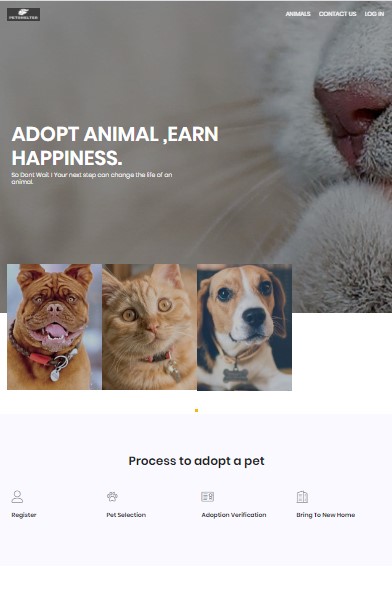 PETSHELTER
ANIMALS CONTACT US LOG IN
ADOPT ANIMAL ,EARN
HAPPINESS.
So Dont Wait ! Your next step can change the life of an
animal.
Process to adopt a pet
Register Pet Selection Adoption Verification Bring To New Home